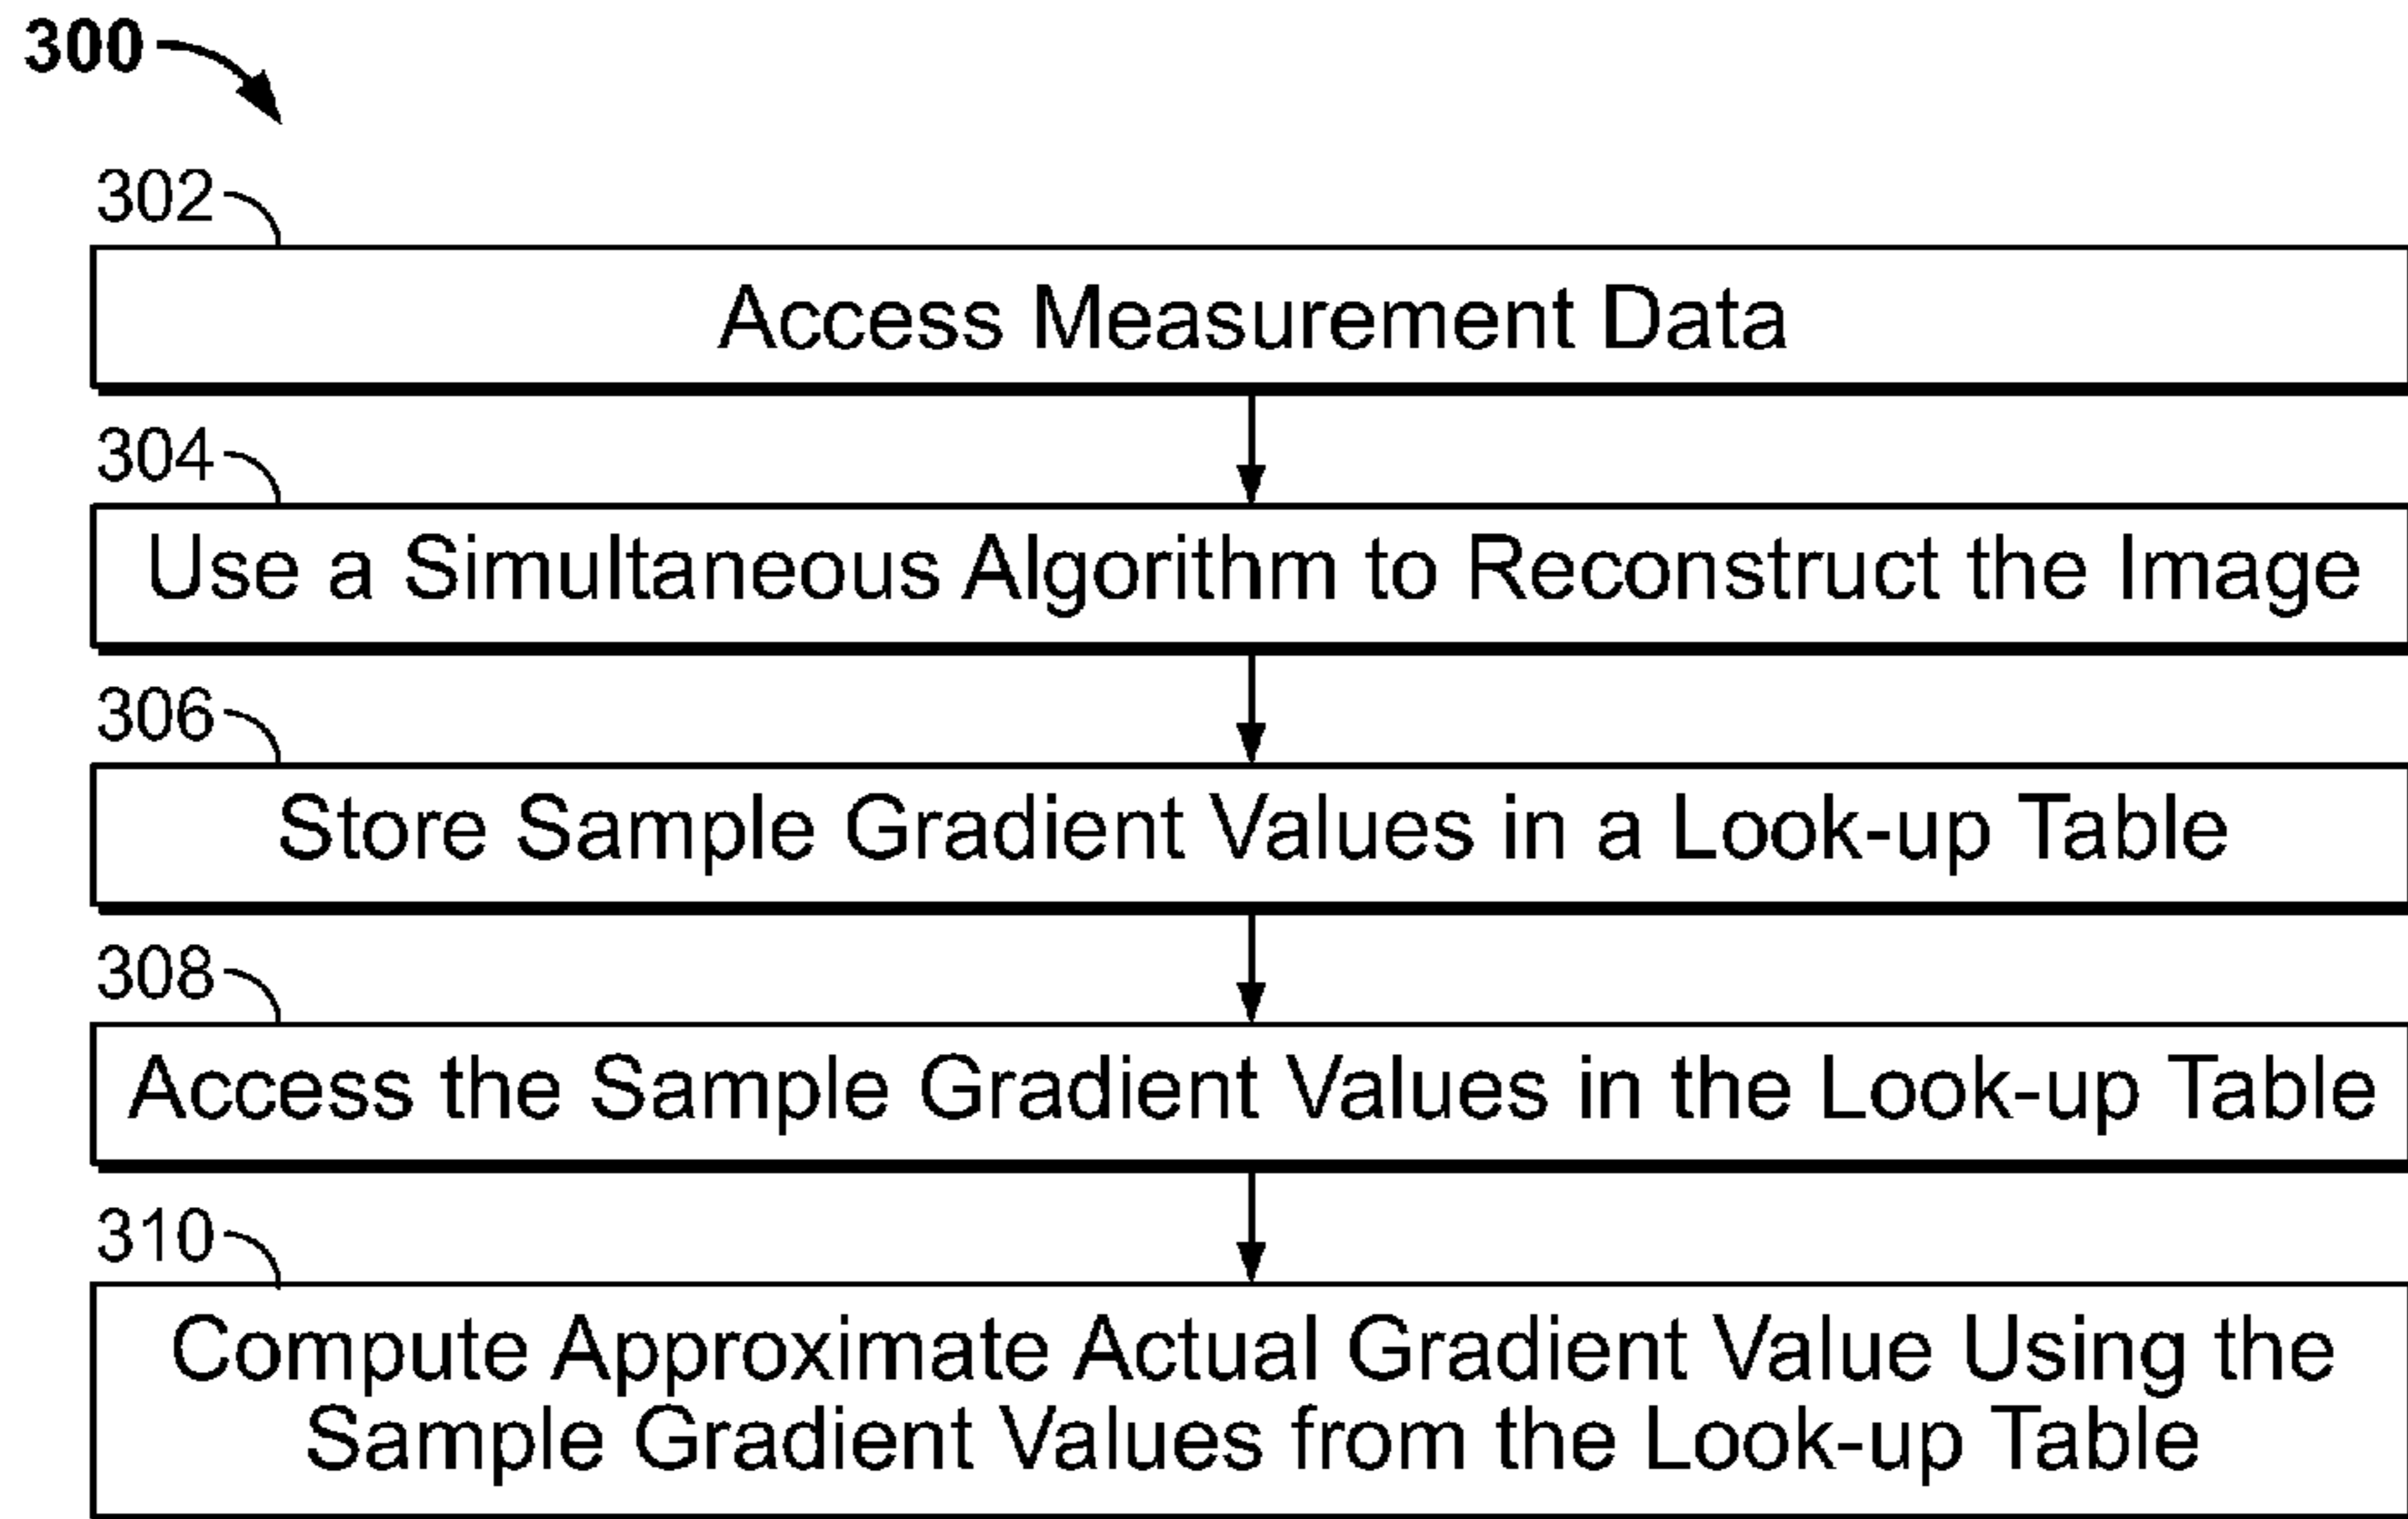 300
302
Access Measurement Data
304
Use a Simultaneous Algorithm to Reconstruct the Image
306
Store Sample Gradient Values in a Look-up Table
308
Access the Sample Gradient Values in the Look-up Table
310
Compute Approximate Actual Gradient Value Using the
Sample Gradient Values from the Look-up Table